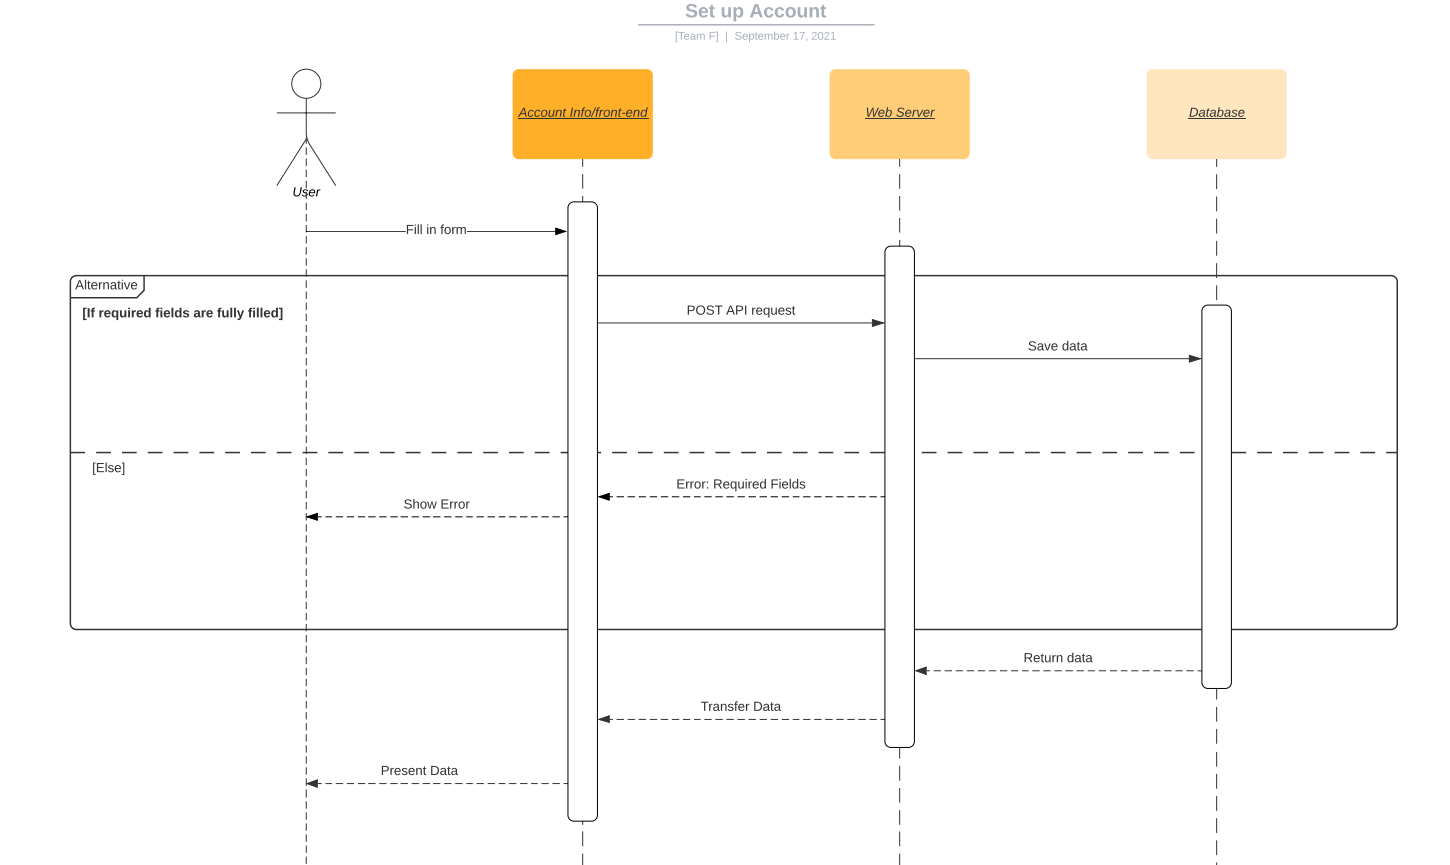 Set up Account
[Team F] | September 17, 2021
Account Info/front-end
Web Server
Database
User
Fill in form
Alternative
[If required fields are fully filled]
POST API request
Save data
[Else]
Error: Required Fields
Show Error
Return data
Transfer Data
Present Data